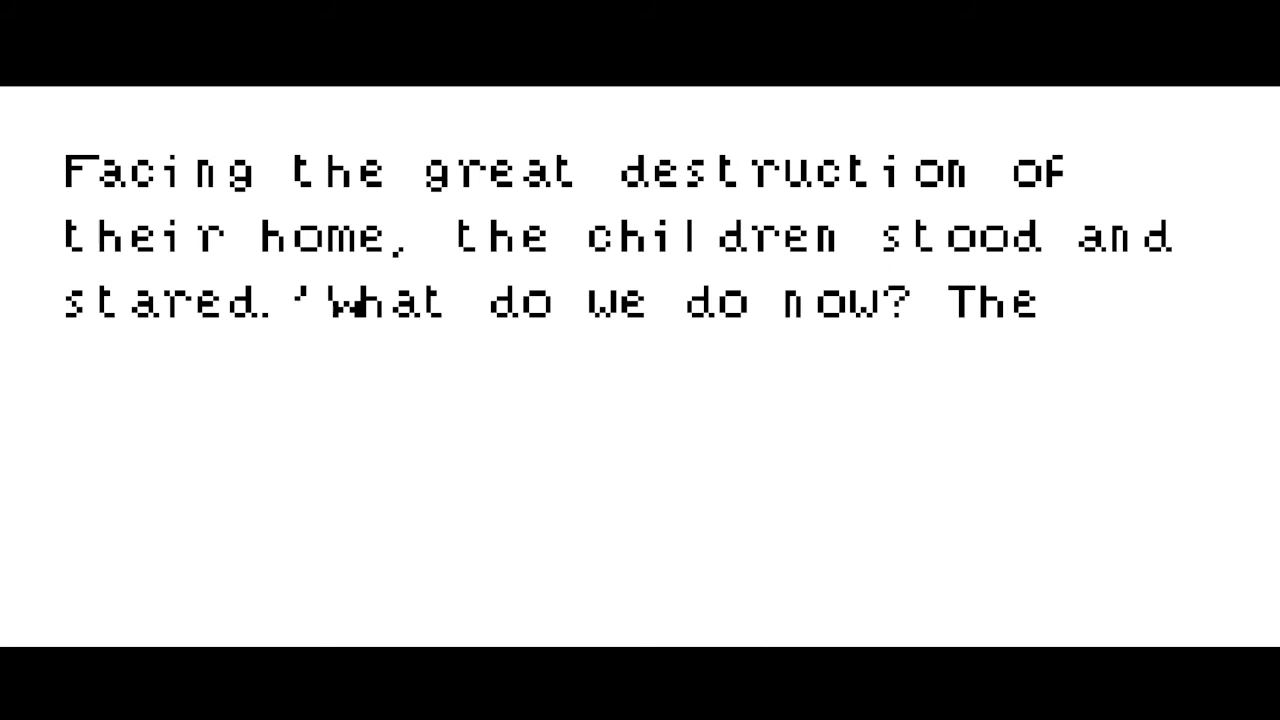 Facing the great destruction of
their home, the children stood and
stared. 'What do we do now? The